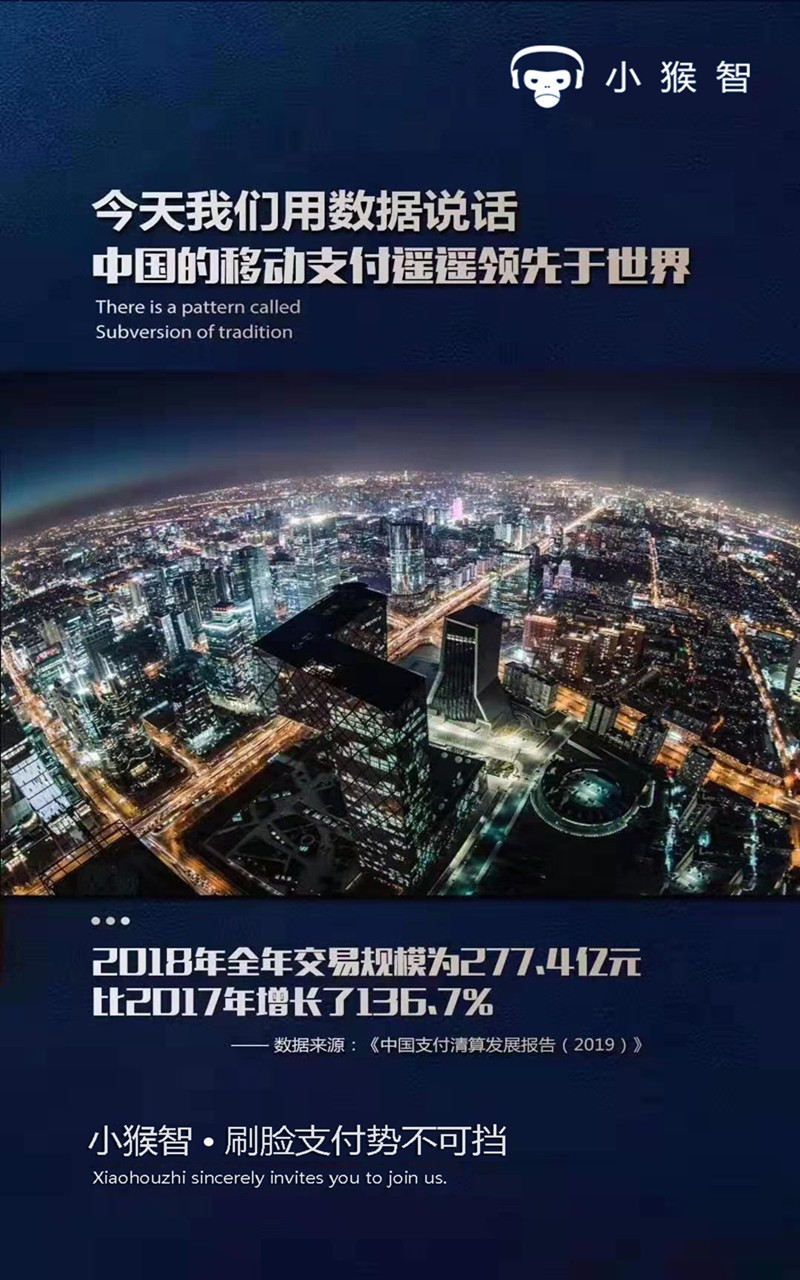 小猴智
今天我们用数据说话
中国的移动支付遥遥领先于世界
There is a pattern called
Subversion of tradition
2018年全年交易规模为277.4亿元
比2017年增长了136.7%
—— 数据来源：《中国支付清算发展报告（2019）》
小猴智·刷脸支付势不可挡
Xiaohouzhi sincerely invites you to join us.